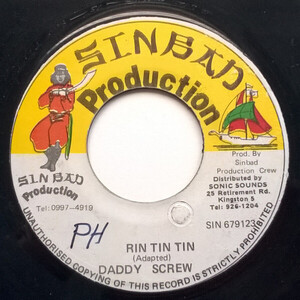 SINBAD
Production
SINBAD
Production
Tel: 0997-4919
Prod. By
Sinbad
Production Crew
Distributed by
SONIC SOUNDS
25 Retirement Rd.
Kingston 5
Tel: 926-1204
SIN 679123
PH
RIN TIN TIN
(Adapted)
DADDY SCREW
UNAUTHORISED COPYING OF THIS RECORD IS STRICTLY PROHIBITED